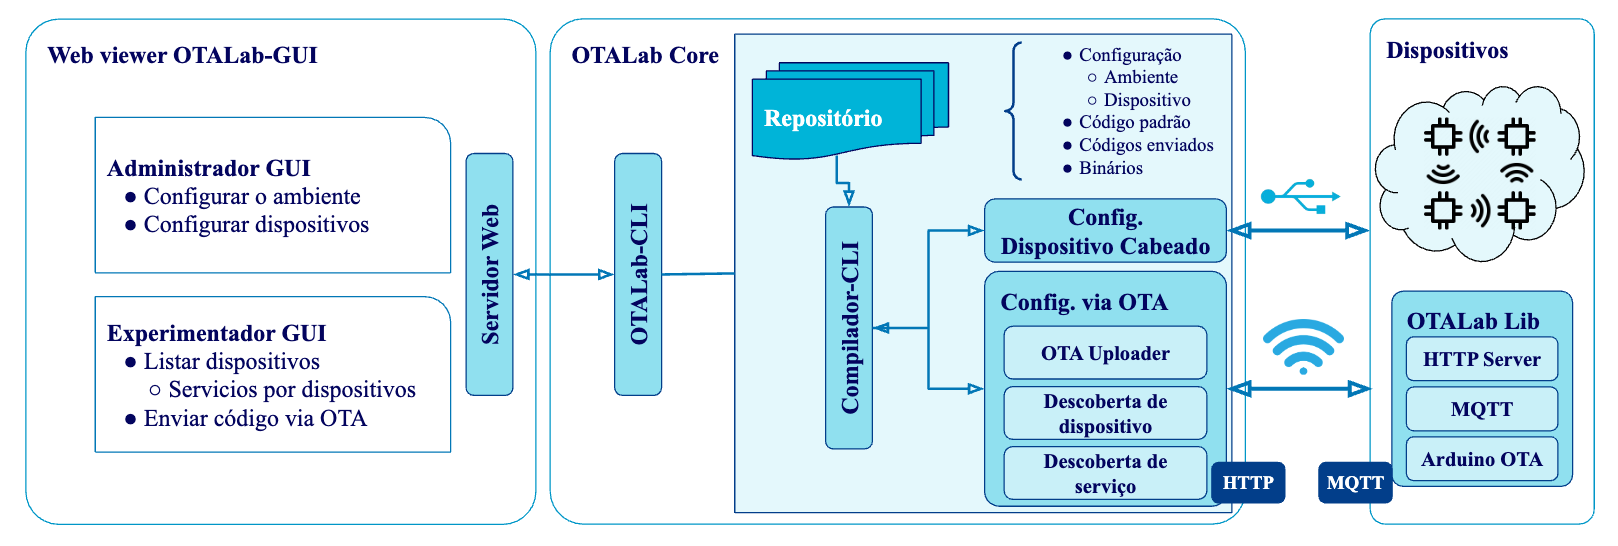 Web viewer OTALab-GUI
Administrador GUI
● Configurar o ambiente
● Configurar dispositivos
Experimentador GUI
● Listar dispositivos
○ Servicios por dispositivos
● Enviar código via OTA
Servidor Web
OTALab Core
OTALab-CLI
Repositório
● Configuração
○ Ambiente
○ Dispositivo
● Código padrão
● Códigos enviados
● Binários
Compilador-CLI
Config.
Dispositivo Cabeado
Config. via OTA
OTA Uploader
Descoberta de
dispositivo
Descoberta de
serviço
HTTP
MQTT
Dispositivos
OTALab Lib
HTTP Server
MQTT
Arduino OTA